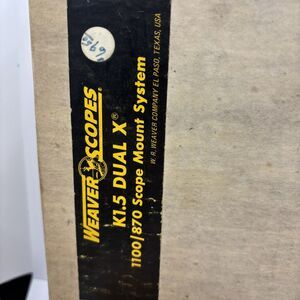 WEAVER SCOPES®
K1.5 DUAL X®
1100/870 Scope Mount System
W. R. WEAVER COMPANY EL PASO, TEXAS, USA